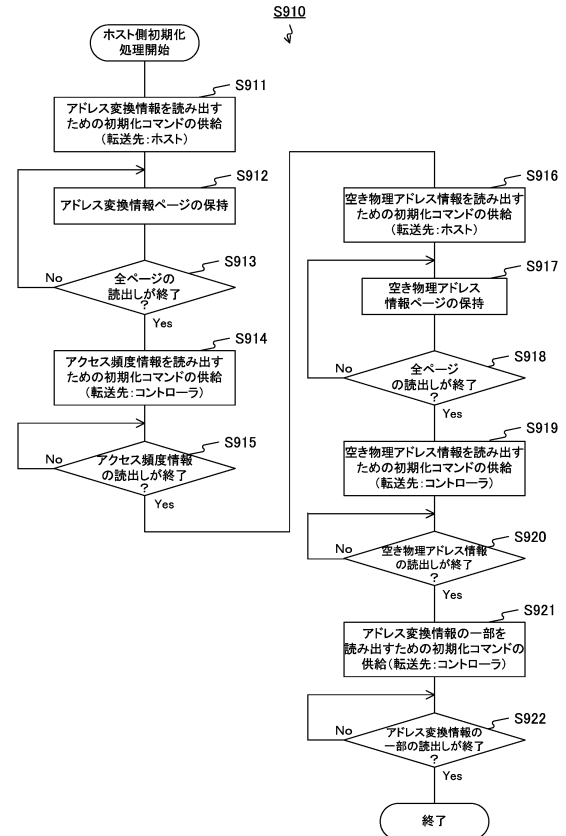 S910
ホスト側初期化
処理開始
S911
アドレス変換情報を読み出す
ための初期化コマンドの供給
(転送先:ホスト)
S912
アドレス変換情報ページの保持
S913
全ページの
読出しが終了
?
No
Yes
S914
アクセス頻度情報を読み出す
ための初期化コマンドの供給
(転送先:コントローラ)
S915
アクセス頻度情報
の読出しが終了
?
No
Yes
S916
空き物理アドレス情報を読み出す
ための初期化コマンドの供給
(転送先:ホスト)
S917
空き物理アドレス
情報ページの保持
S918
全ページ
の読出しが終了
?
No
Yes
S919
空き物理アドレス情報を読み出す
ための初期化コマンドの供給
(転送先:コントローラ)
S920
空き物理アドレス情報
の読出しが終了
?
No
Yes
S921
アドレス変換情報の一部を
読み出すための初期化コマンドの
供給(転送先:コントローラ)
S922
アドレス変換情報の
一部の読出しが終了
?
No
Yes
終了